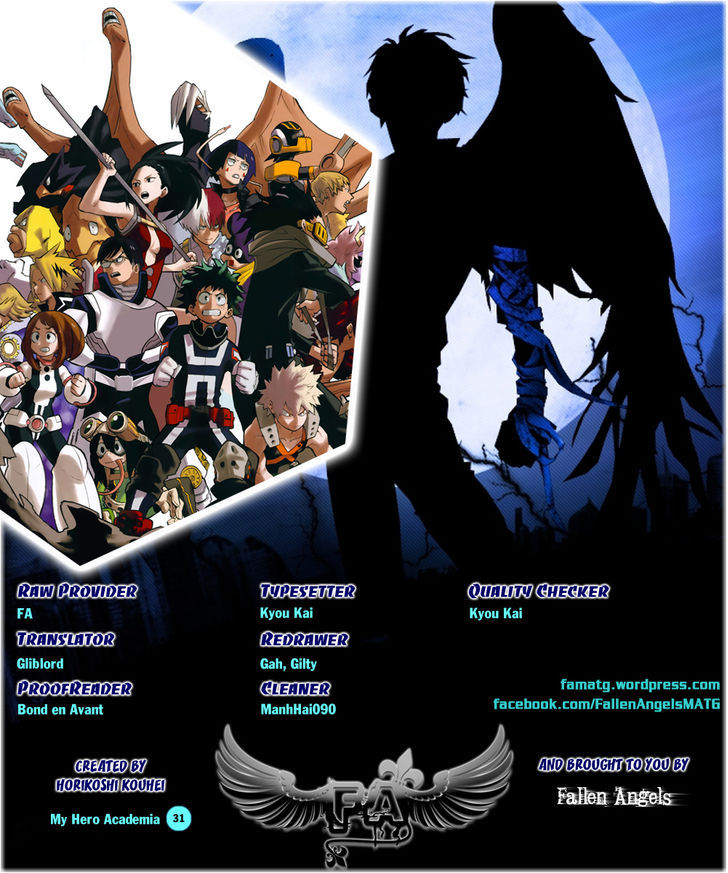 Raw Provider
FA
Translator
Gliblord
ProofReader
Bond en Avant
Typesetter
Kyou Kai
Redrawer
Gah, Gilty
Cleaner
ManhHai090
Quality Checker
Kyou Kai
famatg.wordpress.com
facebook.com/FallenAngelsMATG
CREATED BY
HORIKOSHI KOUHEI
My Hero Academia 31
FA
AND BROUGHT TO YOU BY
Fallen Angels